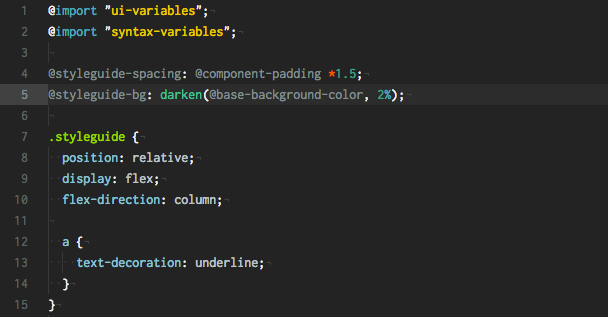 1 @import "ui-variables";
2 @import "syntax-variables";
3
4 @styleguide-spacing: @component-padding *1.5;
5 @styleguide-bg: darken(@base-background-color, 2%);
6
7 .styleguide {
8   position: relative;
9   display: flex;
10   flex-direction: column;
11
12   a {
13     text-decoration: underline;
14   }
15 }